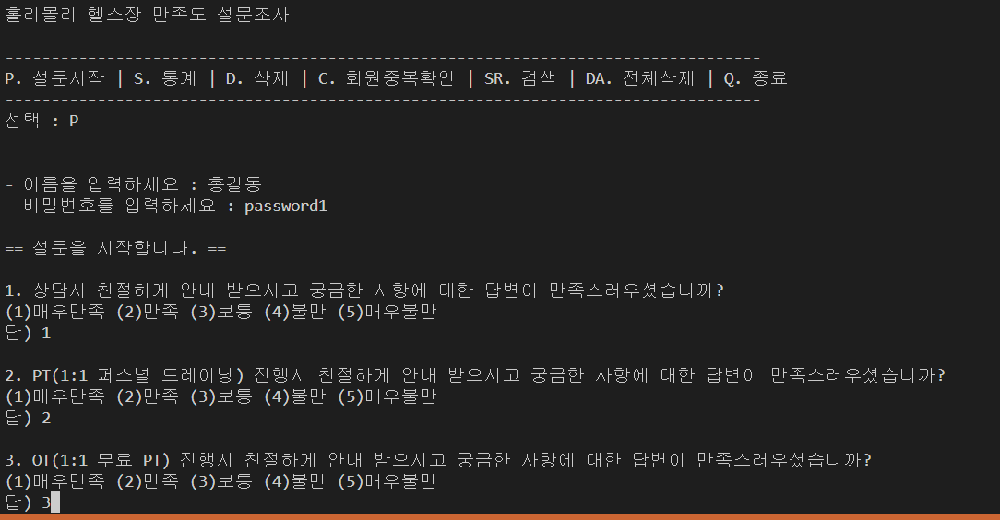 홀리몰리 헬스장 만족도 설문조사
----------------------------------------------------------------------------------
P. 설문시작 | S. 통계 | D. 삭제 | C. 회원중복확인 | SR. 검색 | DA. 전체삭제 | Q. 종료
----------------------------------------------------------------------------------
선택 : P
- 이름을 입력하세요 : 홍길동
- 비밀번호를 입력하세요 : password1
== 설문을 시작합니다. ==
1. 상담시 친절하게 안내 받으시고 궁금한 사항에 대한 답변이 만족스러우셨습니까?
(1)매우만족 (2)만족 (3)보통 (4)불만 (5)매우불만
답) 1
2. PT(1:1 퍼스널 트레이닝) 진행시 친절하게 안내 받으시고 궁금한 사항에 대한 답변이 만족스러우셨습니까?
(1)매우만족 (2)만족 (3)보통 (4)불만 (5)매우불만
답) 2
3. OT(1:1 무료 PT) 진행시 친절하게 안내 받으시고 궁금한 사항에 대한 답변이 만족스러우셨습니까?
(1)매우만족 (2)만족 (3)보통 (4)불만 (5)매우불만
답) 3